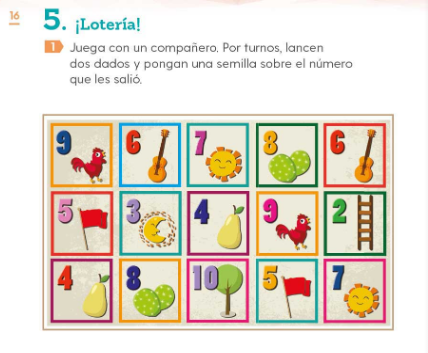 16
5. ¡Lotería!
1 Juega con un compañero. Por turnos, lancen
dos dados y pongan una semilla sobre el número
que les salió.
9 6 7 8 6
5 3 4 9 2
4 8 10 5 7